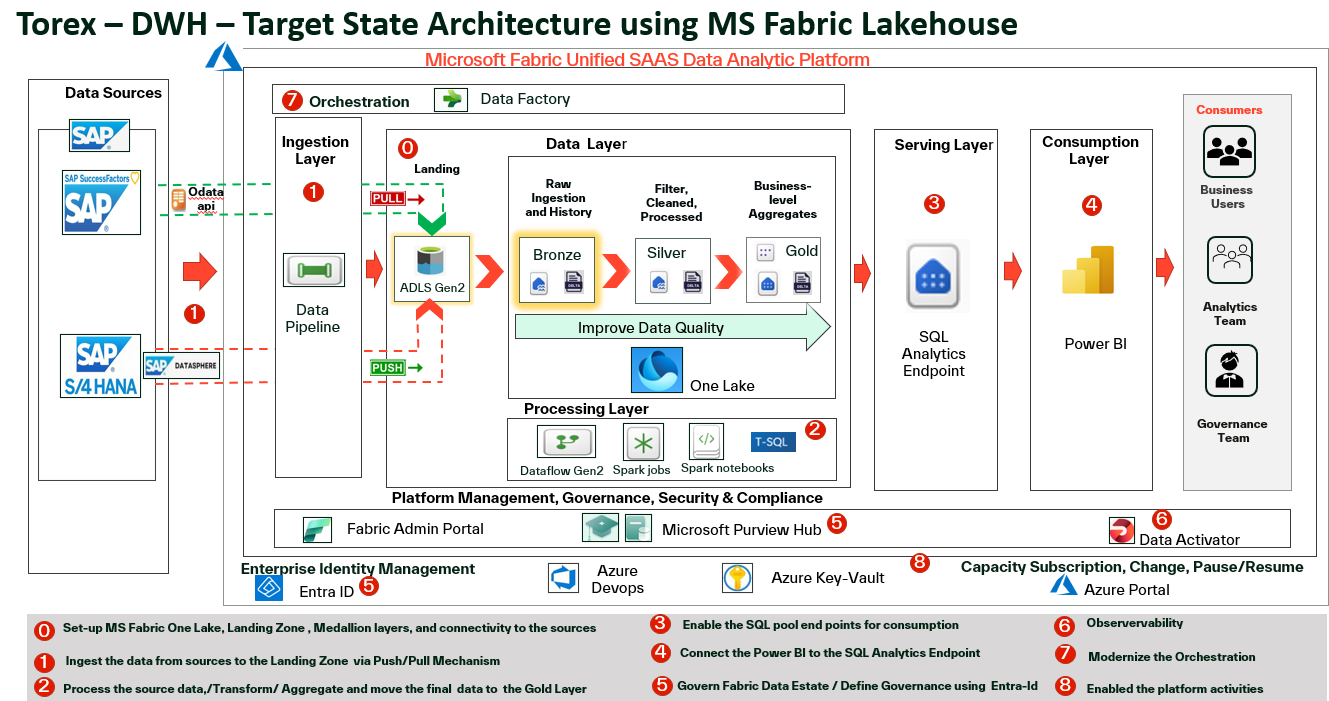 Torex – DWH – Target State Architecture using MS Fabric Lakehouse
Microsoft Fabric Unified SAAS Data Analytic Platform
Data Sources
SAP
SAP SuccessFactors
SAP
Odata
api
1
SAP
S/4 HANA
SAP DATASPHERE
7 Orchestration
Data Factory
Ingestion
Layer
1
Data
Pipeline
0
Landing
PULL
ADLS Gen2
PUSH
Data Layer
Raw
Ingestion
and History
Filter,
Cleaned,
Processed
Business-
level
Aggregates
Bronze
DELTA
Silver
DELTA
Gold
DELTA
Improve Data Quality
One Lake
Processing Layer
Dataflow Gen2
Spark jobs
Spark notebooks
T-SQL
2
Serving Layer
3
SQL
Analytics
Endpoint
Consumption
Layer
4
Power BI
Consumers
Business
Users
Analytics
Team
Governance
Team
Platform Management, Governance, Security & Compliance
Fabric Admin Portal
Microsoft Purview Hub 5
6
Data Activator
Enterprise Identity Management
Entra ID 5
Azure
Devops
Azure Key-Vault
8
Capacity Subscription, Change, Pause/Resume
Azure Portal
0 Set-up MS Fabric One Lake, Landing Zone , Medallion layers, and connectivity to the sources
1 Ingest the data from sources to the Landing Zone via Push/Pull Mechanism
2 Process the source data,/Transform/ Aggregate and move the final data to the Gold Layer
3 Enable the SQL pool end points for consumption
4 Connect the Power BI to the SQL Analytics Endpoint
5 Govern Fabric Data Estate / Define Governance using Entra-Id
6 Observervability
7 Modernize the Orchestration
8 Enabled the platform activities